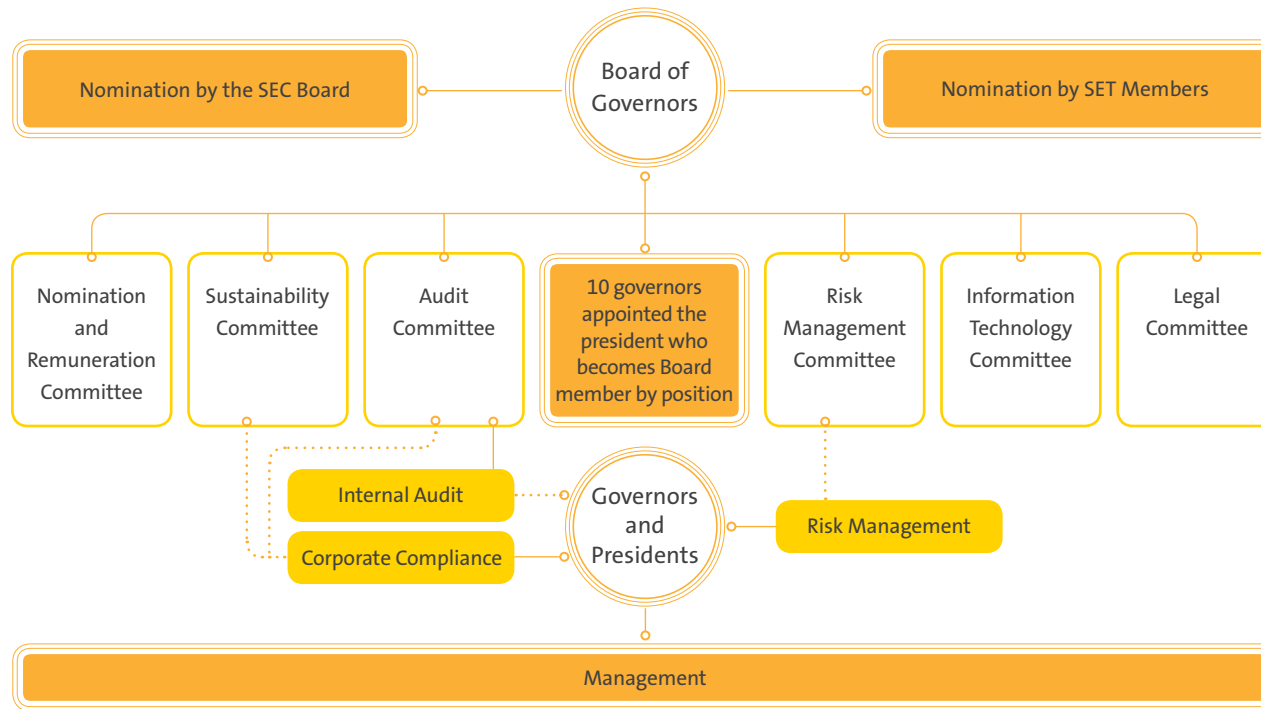 Nomination by the SEC Board
Board of
Governors
Nomination by SET Members
Nomination
and
Remuneration
Committee
Sustainability
Committee
Audit
Committee
10 governors
appointed the
president who
becomes Board
member by position
Risk
Management
Committee
Information
Technology
Committee
Legal
Committee
Internal Audit
Corporate Compliance
Governors
and
Presidents
Risk Management
Management